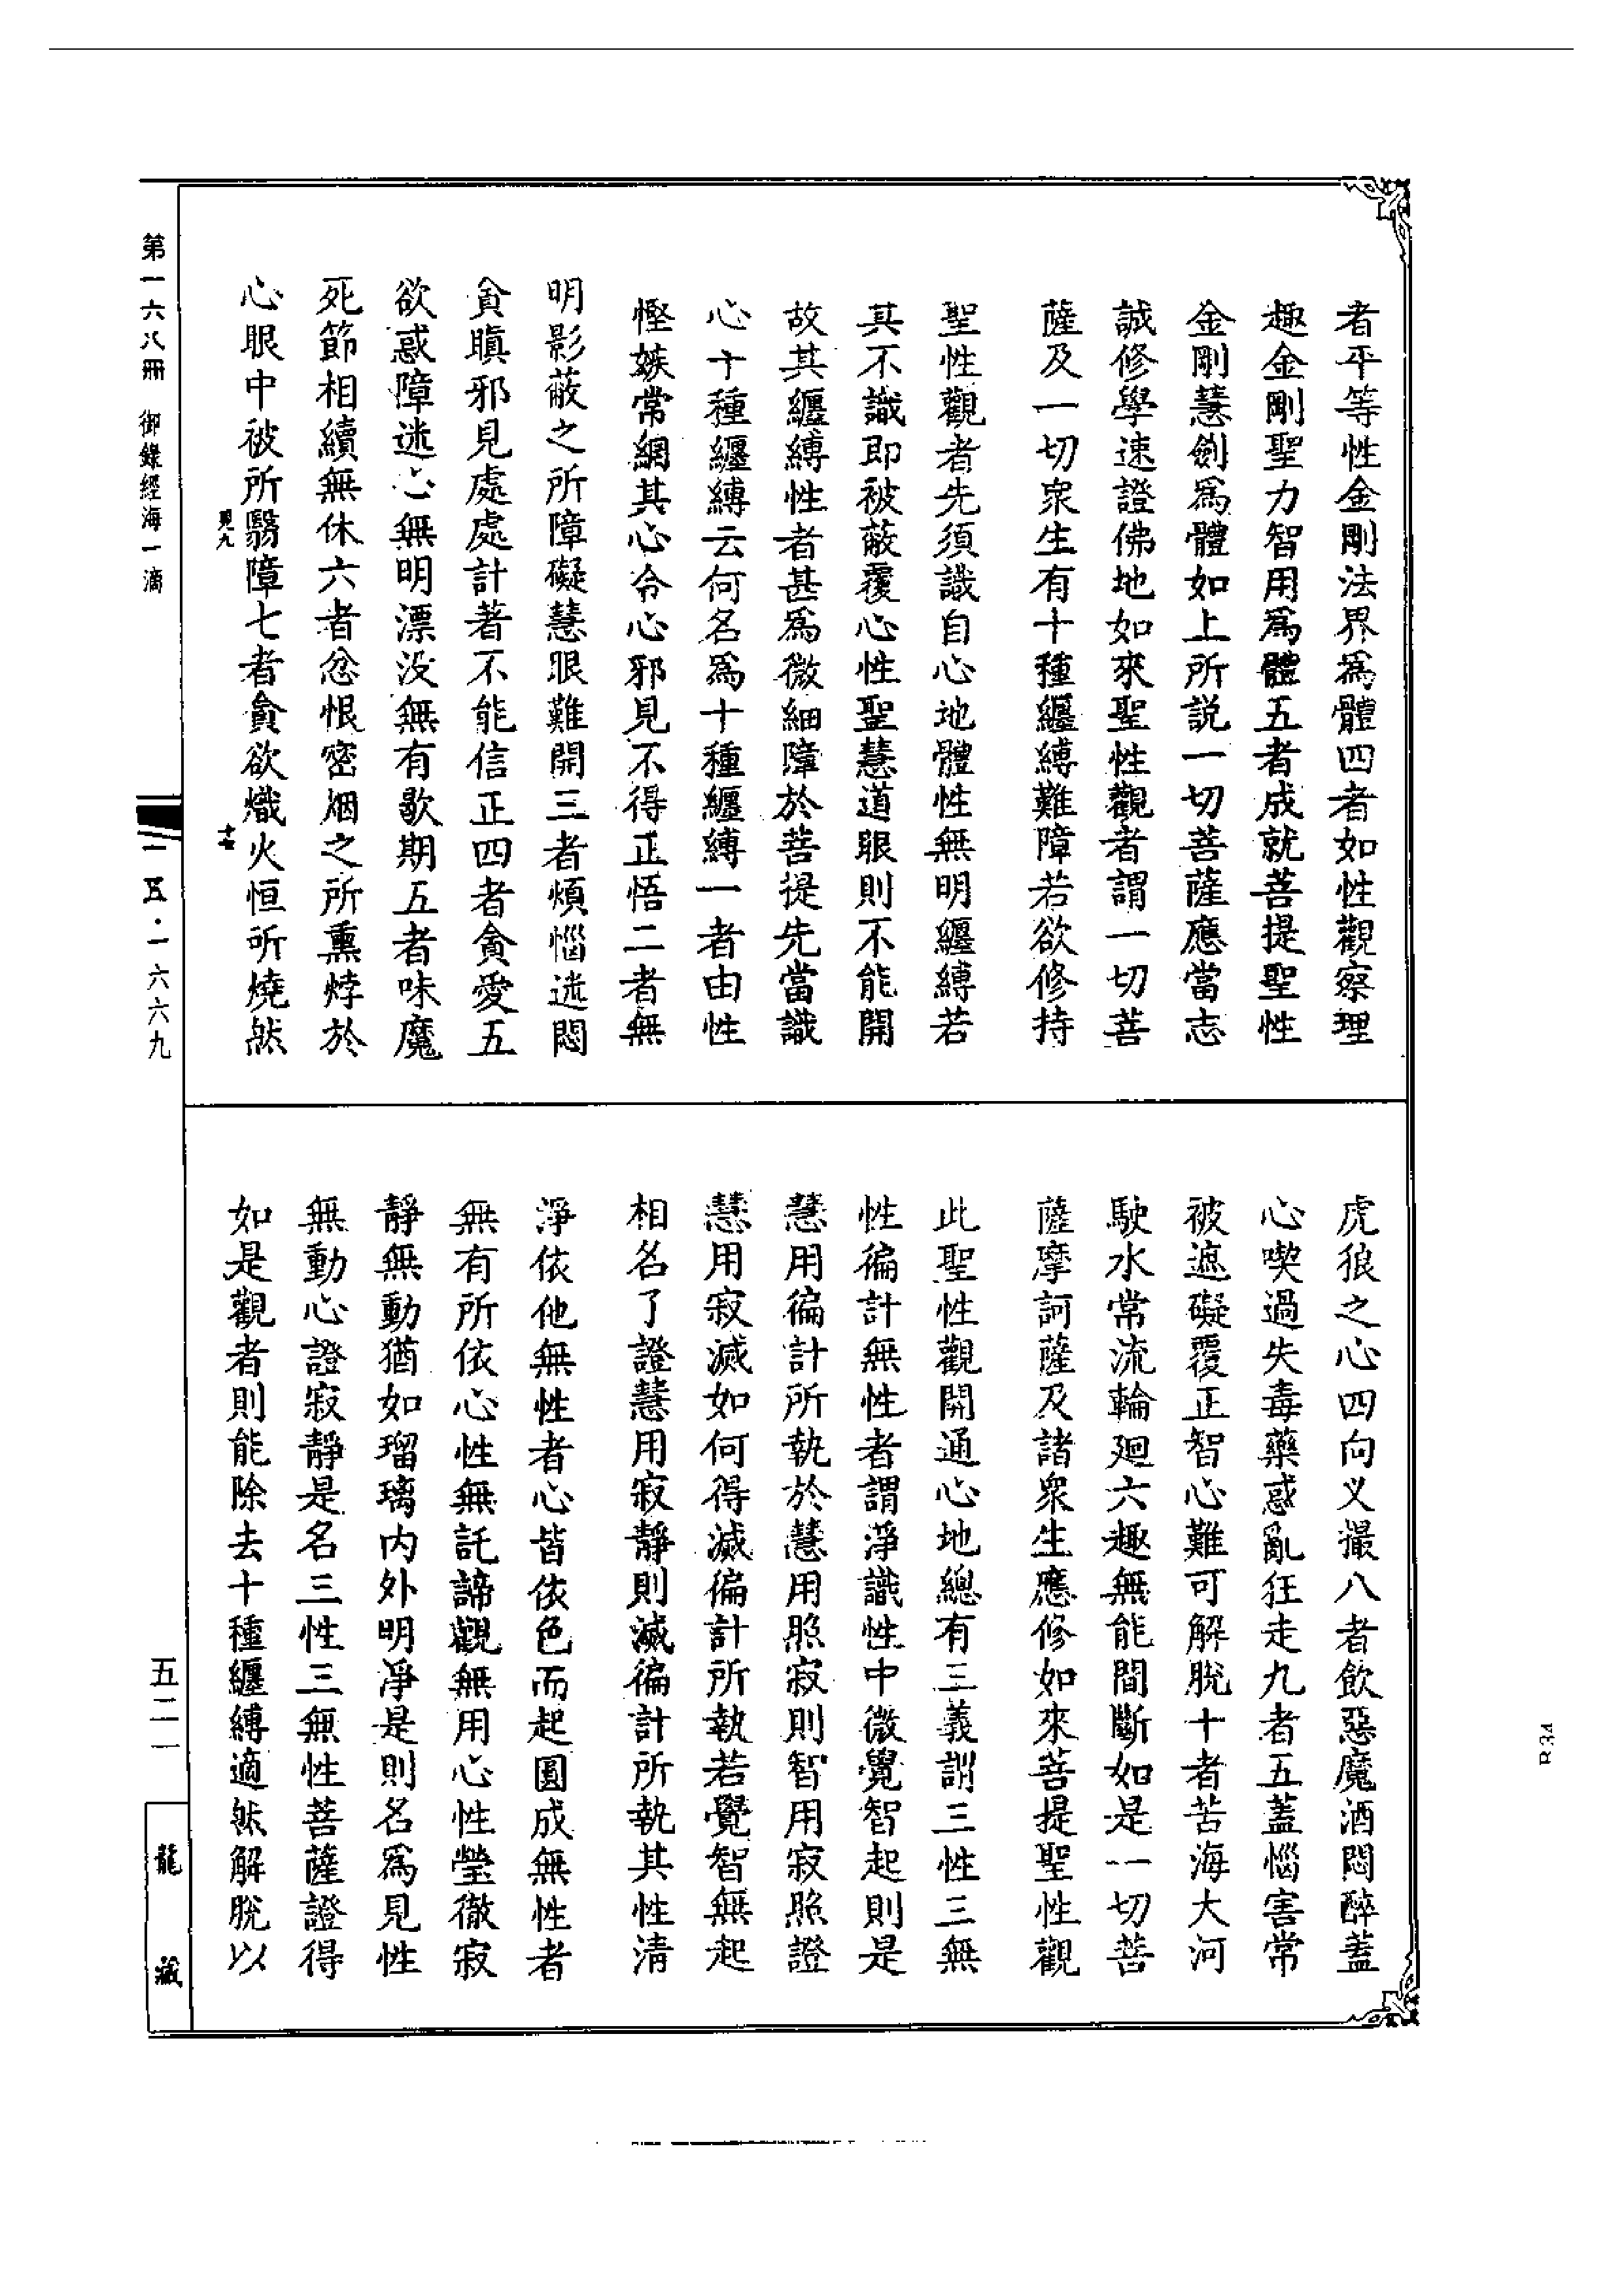 者平等性金剛法界為體四者如性觀察理
趣金剛聖力智用為體五者成就菩提聖性
金剛慧劍為體如上所説一切菩薩應當志
誠修學速證佛地如來聖性觀者謂一切菩
薩及一切衆生有十種纏縛難障若欲修持
聖性觀者先須識自心地體性無明纏縛若
其不識即被蔽覆心性聖慧道眼則不能開
故其纏縛性者甚為微細障於菩提先當識
心十種纏縛云何名為十種纏縛一者由性
慳嫉常網其心令心邪見不得正悟二者無
明影蔽之所障礙慧眼難開三者煩惱迷悶
貪瞋邪見處處計著不能信正四者貪愛五
欲惑障迷心無明漂没無有歇期五者味魔
死節相續無休六者忿恨密烟之所熏㶿於
心眼中被所翳障七者貪欲熾火恒所燒然
虎狼之心四向义撮八者飲惡魔酒悶醉蓋
心喫過失毒藥惑亂狂走九者五蓋惱害常
被遮礙覆正智心難可解脫十者苦海大河
駛水常流輪廻六趣無能間斷如是一切菩
薩摩訶薩及諸衆生應修如來菩提聖性觀
此聖性觀開通心地總有三義謂三性三無
性徧計無性者謂淨識性中微覺智起則是
慧用徧計所執於慧用照寂則智用寂照證
慧用寂滅如何得滅徧計所執若覺智無起
相名了證慧用寂靜則滅徧計所執其性清
淨依他無性者心皆依色而起圓成無性者
無有所依心性無託諦觀無用心性瑩徹寂
靜無動猶如瑠璃内外明淨是則名為見性
無動心證寂靜是名三性三無性菩薩證得
如是觀者則能除去十種纏縛適然解脫以
第一六八冊 御錄經海一滴
五·一六六九
五二一
龍藏